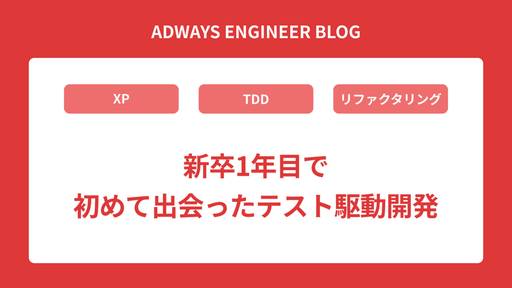 ADWAYS ENGINEER BLOG
XP
TDD
リファクタリング
新卒1年目で
初めて出会ったテスト駆動開発